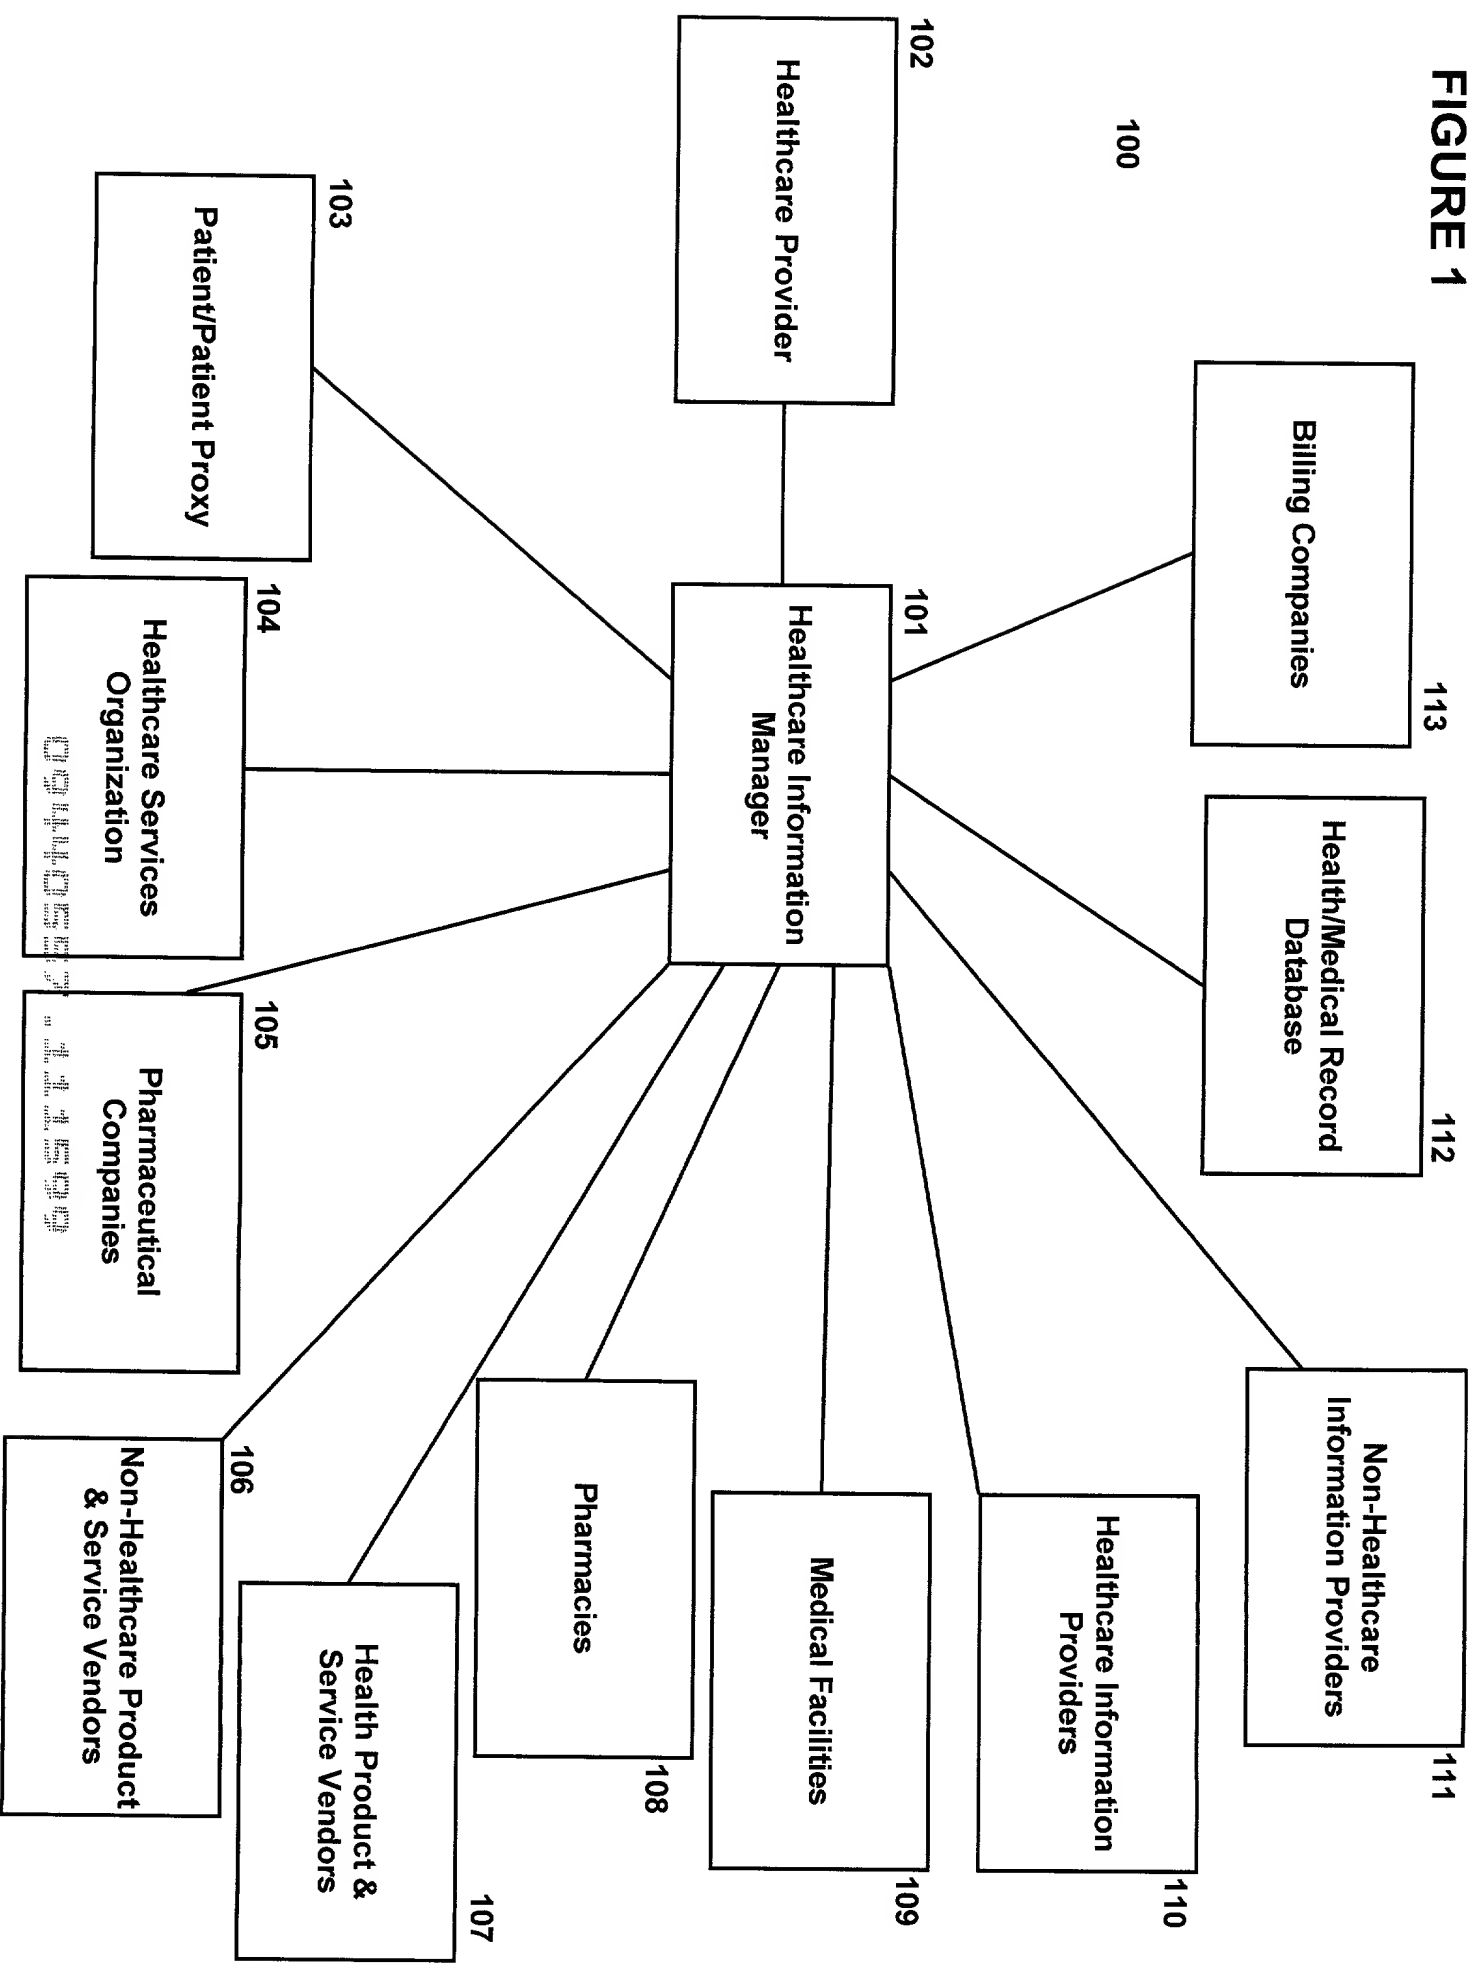 FIGURE 1
100
113
Billing Companies
112
Health/Medical Record
Database
111
Non-Healthcare
Information Providers
102
Healthcare Provider
101
Healthcare Information
Manager
110
Healthcare Information
Providers
109
Medical Facilities
108
Pharmacies
103
Patient/Patient Proxy
104
Healthcare Services
Organization
105
Pharmaceutical
Companies
106
Non-Healthcare Product
& Service Vendors
107
Health Product &
Service Vendors